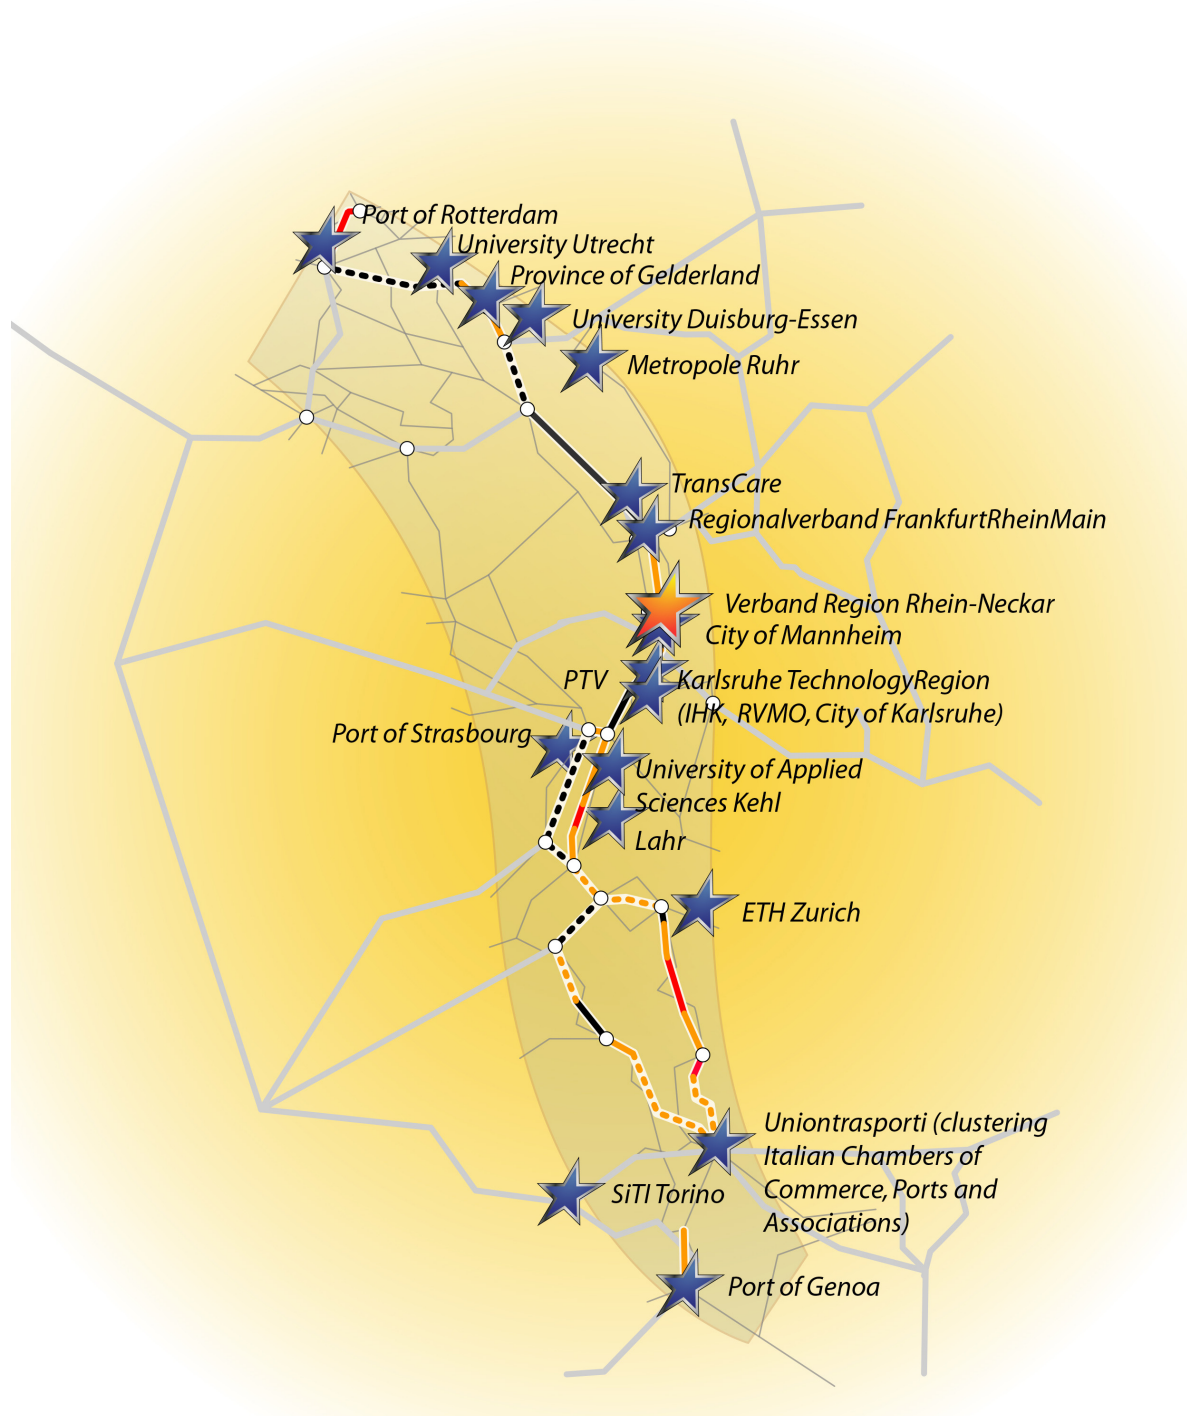 Port of Rotterdam
University Utrecht
Province of Gelderland
University Duisburg-Essen
Metropole Ruhr
TransCare
Regionalverband FrankfurtRheinMain
Verband Region Rhein-Neckar
City of Mannheim
PTV
Karlsruhe TechnologyRegion
(IHK, RVMO, City of Karlsruhe)
Port of Strasbourg
University of Applied
Sciences Kehl
Lahr
ETH Zurich
Uniontrasporti (clustering
Italian Chambers of
Commerce, Ports and
Associations)
SiTI Torino
Port of Genoa